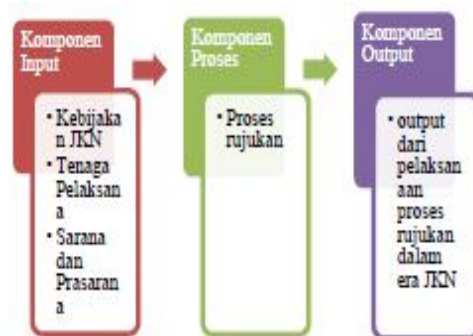 Komponen
Input
• Kebijaka
n JKN
• Tenaga
Pelaksan
a
• Sarana
dan
Prasaran
a
Komponen
Proses
• Proses
rujukan
Komponen
Output
• output
dari
pelaksan
aan
proses
rujukan
dalam
era JKN